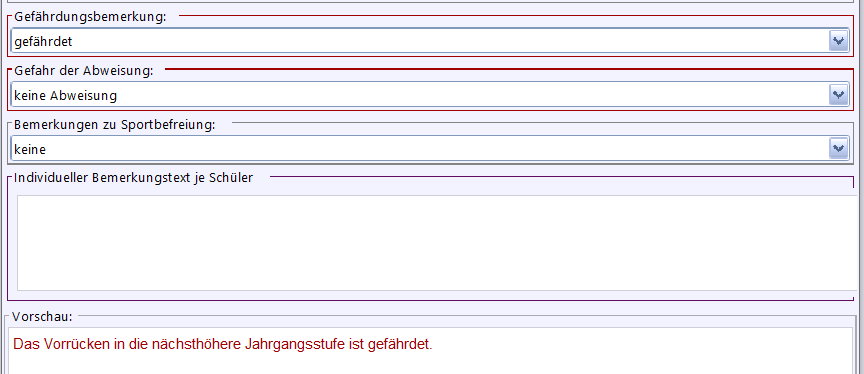 Gefährdungsbemerkung:
gefährdet
Gefahr der Abweisung:
keine Abweisung
Bemerkungen zu Sportbefreiung:
keine
Individueller Bemerkungstext je Schüler
Vorschau:
Das Vorrücken in die nächsthöhere Jahrgangsstufe ist gefährdet.